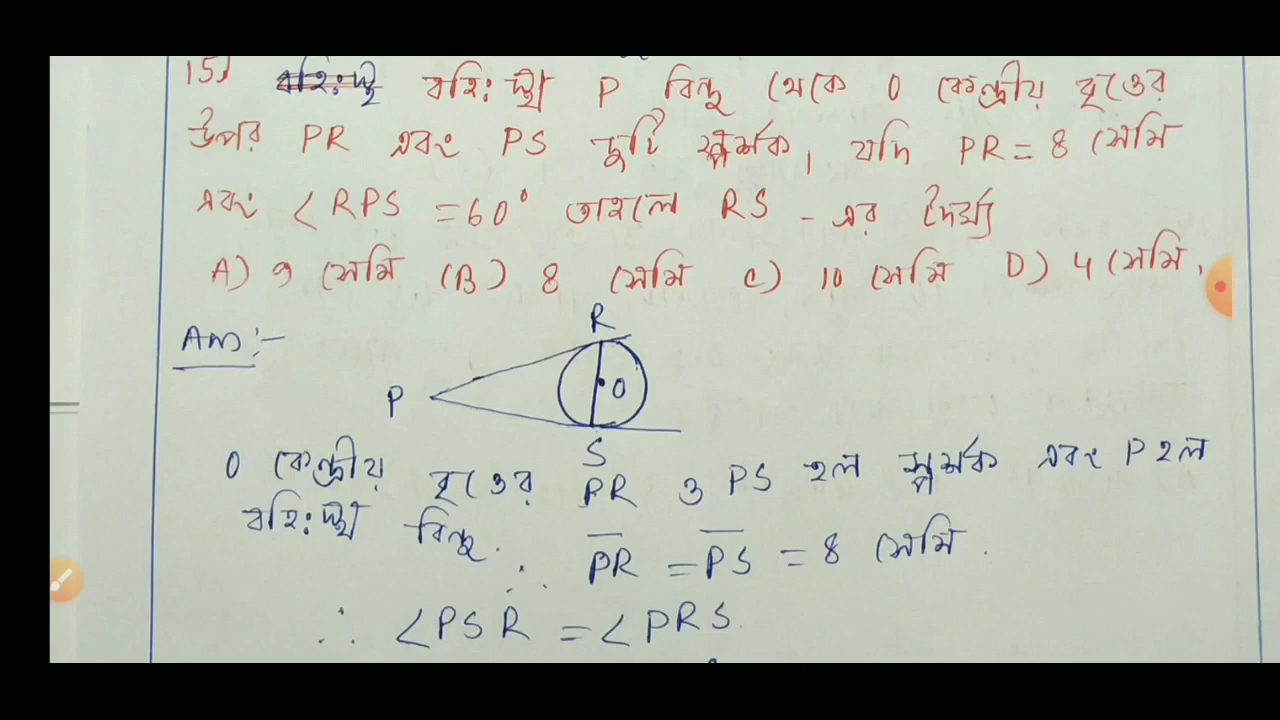 15) বহিঃস্থ বহিঃস্থ P বিন্দু থেকে O কেন্দ্রীয় বৃত্তের
উপর PR এবং PS দুটি স্পর্শক, যদি PR = 8 সেমি
এবং ∠RPS = 60° তাহলে RS - এর দৈর্ঘ্য
A) 9 সেমি (B) 8 সেমি C) 10 সেমি D) 4 সেমি,
Ans :-
R
P
O
S
O কেন্দ্রীয় বৃত্তের PR ও PS হল স্পর্শক এবং P হল
বহিঃস্থ বিন্দু.
∴ PR = PS = 8 সেমি.
∴ ∠PSR = ∠PRS.